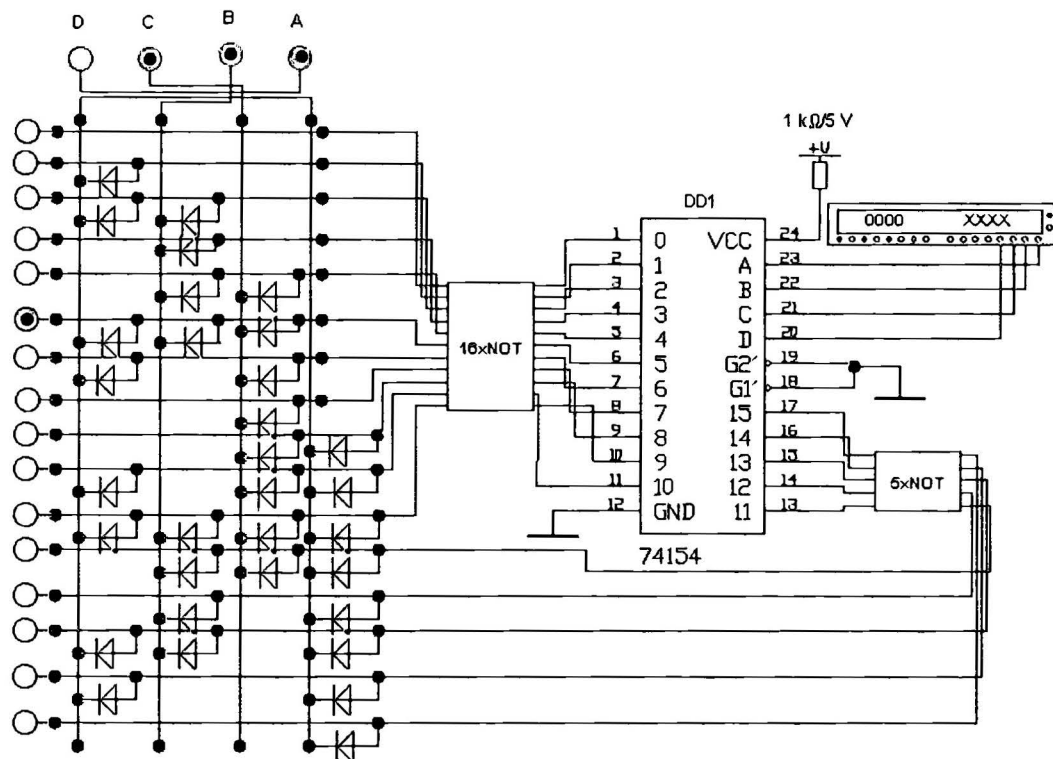 D C B A
1 kΩ/5 V
+U
DD1
0000 XXXX
1 0 VCC 24
2 1 A 23
3 2 B 22
4 3 C 21
5 4 D 20
6 5 G2' 19
7 6 G1' 18
8 7 15 17
9 8 14 16
10 9 13 15
11 10 12 14
12 GND 11 13
16xNOT
5xNOT
74154